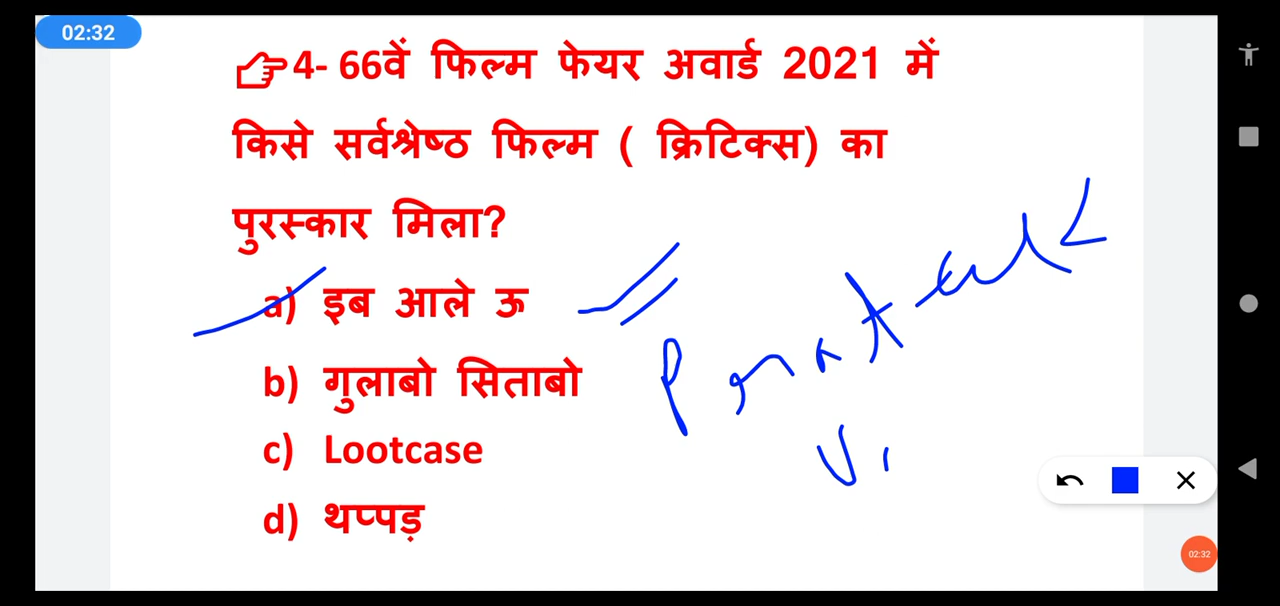 02:32
4- 66वें फिल्म फेयर अवार्ड 2021 में
किसे सर्वश्रेष्ठ फिल्म ( क्रिटिक्स) का
पुरस्कार मिला?
a) इब आले ऊ
b) गुलाबो सिताबो
c) Lootcase
d) थप्पड़
02:32